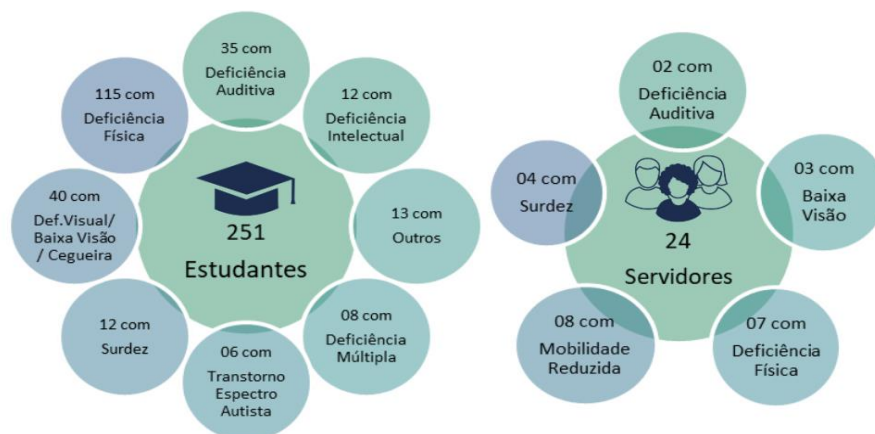 35 com
Deficiência
Auditiva
12 com
Deficiência
Intelectual
13 com
Outros
08 com
Deficiência
Múltipla
06 com
Transtorno
Espectro
Autista
12 com
Surdez
40 com
Def.Visual/
Baixa Visão
/ Cegueira
115 com
Deficiência
Física
251
Estudantes
02 com
Deficiência
Auditiva
03 com
Baixa
Visão
07 com
Deficiência
Física
08 com
Mobilidade
Reduzida
04 com
Surdez
24
Servidores